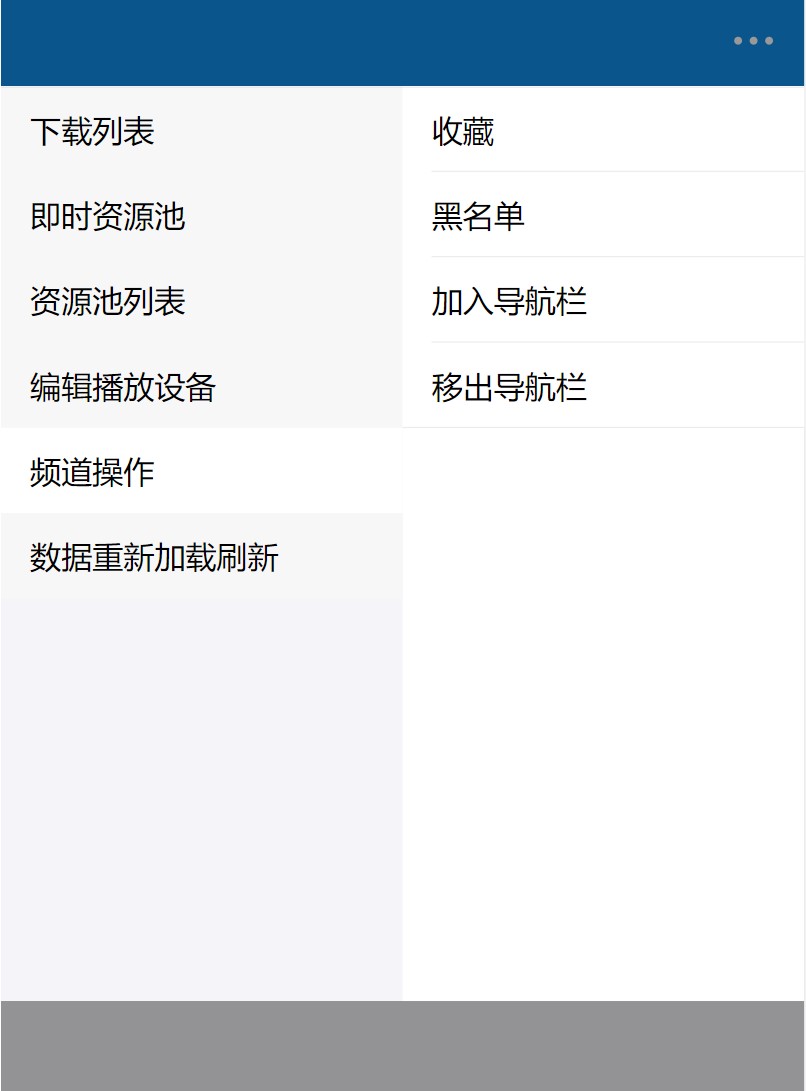 下载列表
即时资源池
资源池列表
编辑播放设备
频道操作
数据重新加载刷新
收藏
黑名单
加入导航栏
移出导航栏